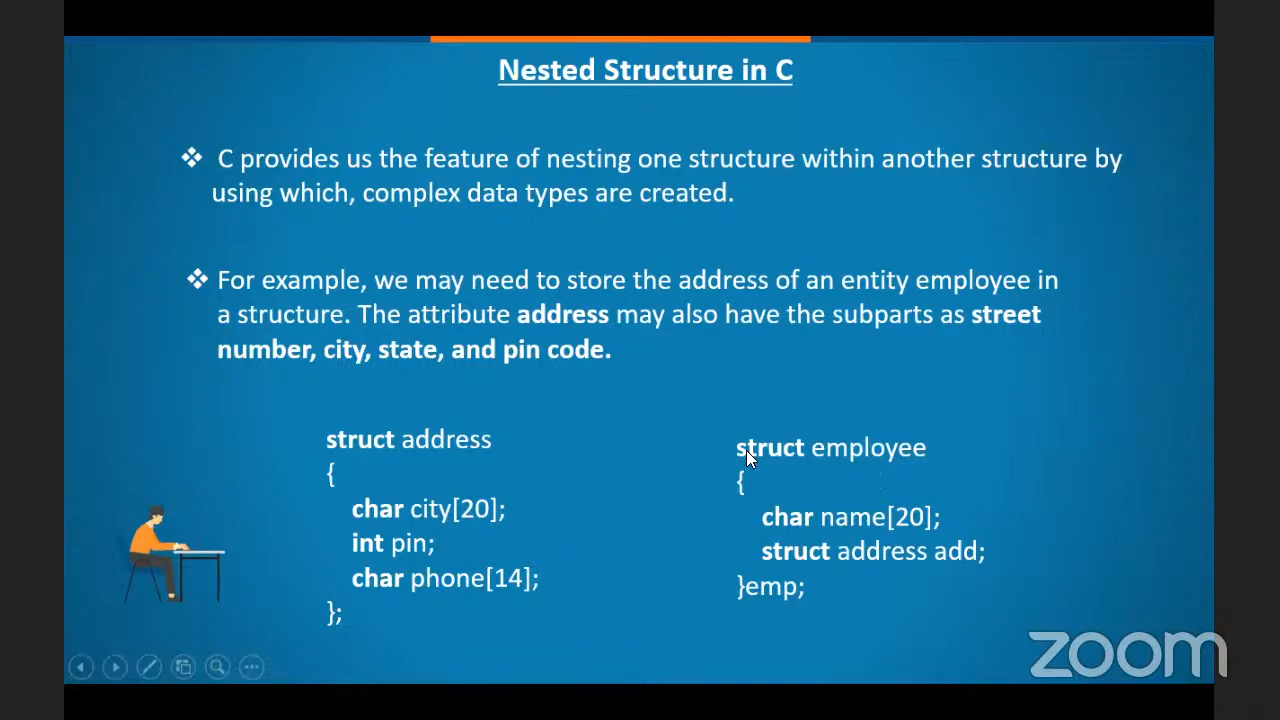 Nested Structure in C
❖ C provides us the feature of nesting one structure within another structure by
using which, complex data types are created.
❖ For example, we may need to store the address of an entity employee in
a structure. The attribute address may also have the subparts as street
number, city, state, and pin code.
struct address
{
char city[20];
int pin;
char phone[14];
};
struct employee
{
char name[20];
struct address add;
}emp;
zoom